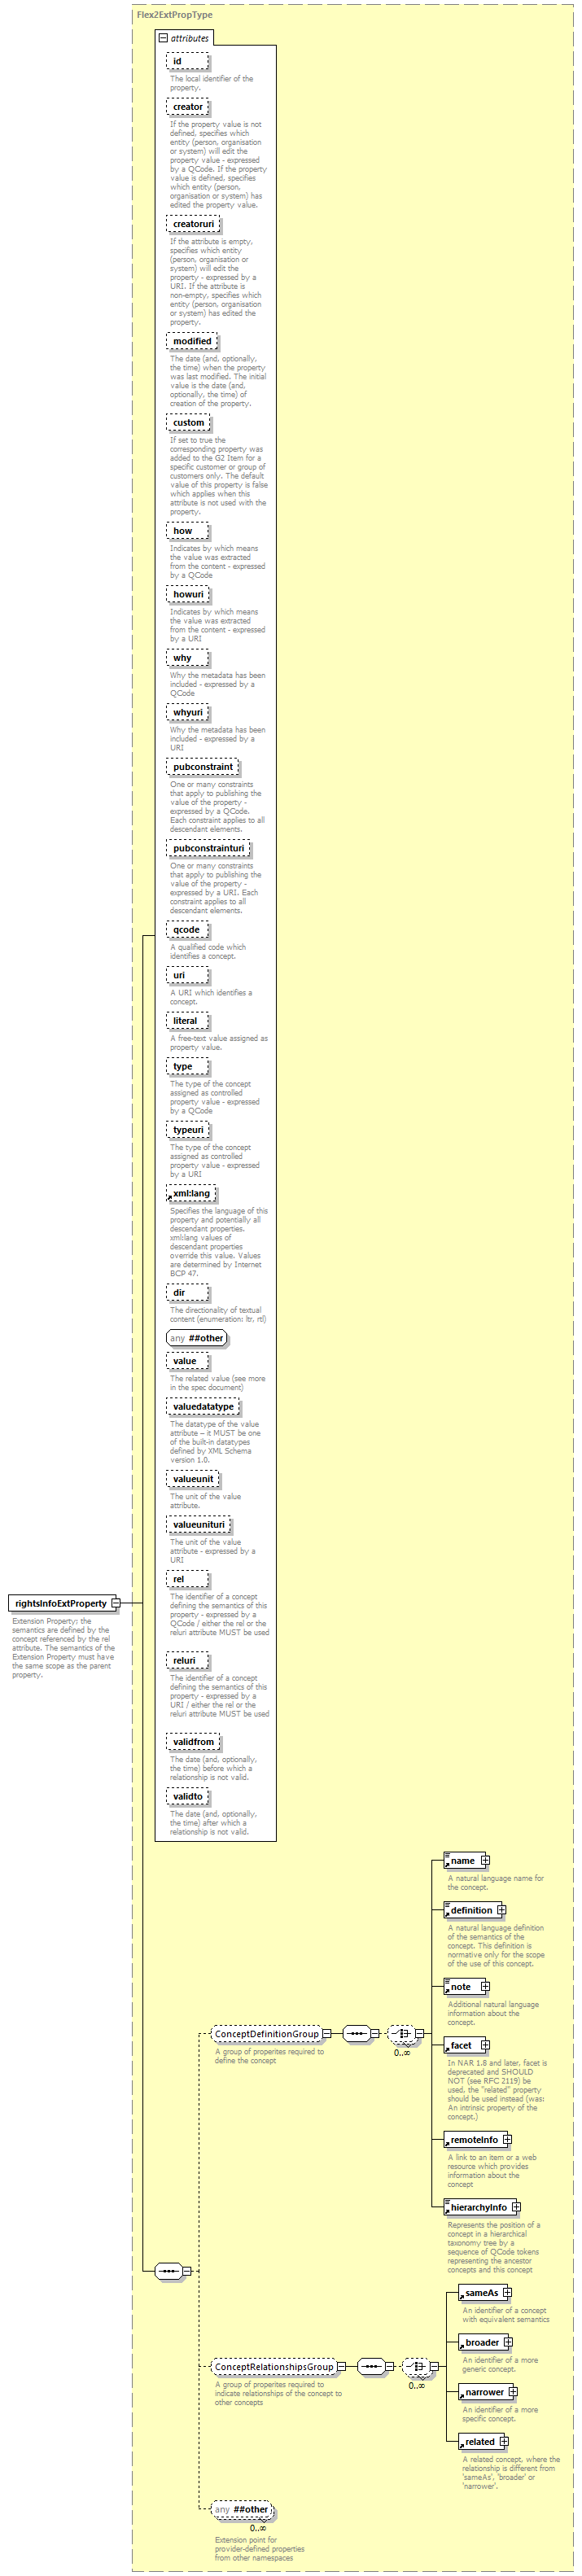 Flex2ExtPropType
attributes
id
The local identifier of the
property.
creator
If the property value is not
defined, specifies which
entity (person, organisation
or system) will edit the
property value - expressed
by a QCode. If the property
value is defined, specifies
which entity (person,
organisation or system) has
edited the property value.
creatoruri
If the attribute is empty,
specifies which entity
(person, organisation or
system) will edit the
property - expressed by a
URI. If the attribute is
non-empty, specifies which
entity (person, organisation
or system) has edited the
property.
modified
The date (and, optionally,
the time) when the property
was last modified. The initial
value is the date (and,
optionally, the time) of
creation of the property.
custom
If set to true the
corresponding property was
added to the G2 Item for a
specific customer or group of
customers only. The default
value of this property is false
which applies when this
attribute is not used with the
property.
how
Indicates by which means
the value was extracted
from the content - expressed
by a QCode
howuri
Indicates by which means
the value was extracted
from the content - expressed
by a URI
why
Why the metadata has been
included - expressed by a
QCode
whyuri
Why the metadata has been
included - expressed by a
URI
pubconstraint
One or many constraints
that apply to publishing the
value of the property -
expressed by a QCode.
Each constraint applies to all
descendant elements.
pubconstrainturi
One or many constraints
that apply to publishing the
value of the property -
expressed by a URI. Each
constraint applies to all
descendant elements.
qcode
A qualified code which
identifies a concept.
uri
A URI which identifies a
concept.
literal
A free-text value assigned as
property value.
type
The type of the concept
assigned as controlled
property value - expressed
by a QCode
typeuri
The type of the concept
assigned as controlled
property value - expressed
by a URI
xml:lang
Specifies the language of this
property and potentially all
descendant properties.
xml:lang values of
descendant properties
override this value. Values
are determined by Internet
BCP 47.
dir
The directionality of textual
content (enumeration: ltr, rtl)
any ##other
value
The related value (see more
in the spec document)
valuedatatype
The datatype of the value
attribute – it MUST be one
of the built-in datatypes
defined by XML Schema
version 1.0.
valueunit
The unit of the value
attribute.
valueunituri
The unit of the value
attribute - expressed by a
URI
rel
The identifier of a concept
defining the semantics of this
property - expressed by a
QCode / either the rel or the
reluri attribute MUST be used
reluri
The identifier of a concept
defining the semantics of this
property - expressed by a
URI / either the rel or the
reluri attribute MUST be used
validfrom
The date (and, optionally,
the time) before which a
relationship is not valid.
validto
The date (and, optionally,
the time) after which a
relationship is not valid.
rightsInfoExtProperty
Extension Property; the
semantics are defined by the
concept referenced by the rel
attribute. The semantics of the
Extension Property must have
the same scope as the parent
property.
ConceptDefinitionGroup
0..∞
A group of properites required to
define the concept
name
A natural language name for
the concept.
definition
A natural language definition
of the semantics of the
concept. This definition is
normative only for the scope
of the use of this concept.
note
Additional natural language
information about the
concept.
facet
In NAR 1.8 and later, facet is
deprecated and SHOULD
NOT (see RFC 2119) be
used, the "related" property
should be used instead (was:
An intrinsic property of the
concept.)
remoteInfo
A link to an item or a web
resource which provides
information about the
concept
hierarchyInfo
Represents the position of a
concept in a hierarchical
taxonomy tree by a
sequence of QCode tokens
representing the ancestor
concepts and this concept
ConceptRelationshipsGroup
0..∞
A group of properites required to
indicate relationships of the concept to
other concepts
sameAs
An identifier of a concept
with equivalent semantics
broader
An identifier of a more
generic concept.
narrower
An identifier of a more
specific concept.
related
A related concept, where the
relationship is different from
'sameAs', 'broader' or
'narrower'.
any ##other
0..∞
Extension point for
provider-defined properties
from other namespaces